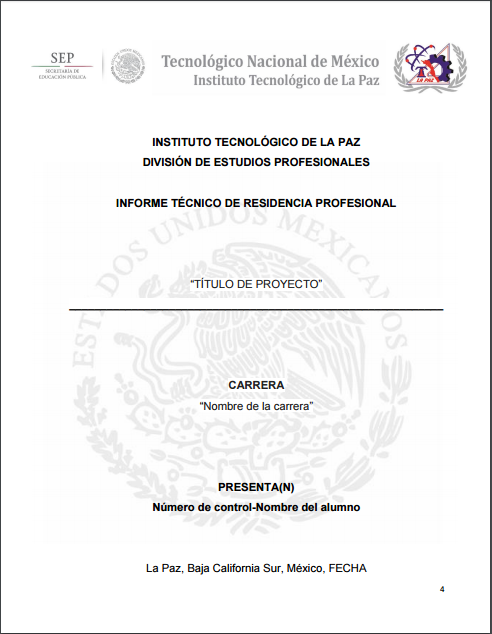 SEP
SECRETARÍA DE
EDUCACIÓN PÚBLICA
Tecnológico Nacional de México
Instituto Tecnológico de La Paz
LA PAZ
INSTITUTO TECNOLÓGICO DE LA PAZ
DIVISIÓN DE ESTUDIOS PROFESIONALES
INFORME TÉCNICO DE RESIDENCIA PROFESIONAL
ESTADOS UNIDOS MEXICANOS
“TÍTULO DE PROYECTO”
CARRERA
“Nombre de la carrera”
PRESENTA(N)
Número de control-Nombre del alumno
La Paz, Baja California Sur, México, FECHA
4